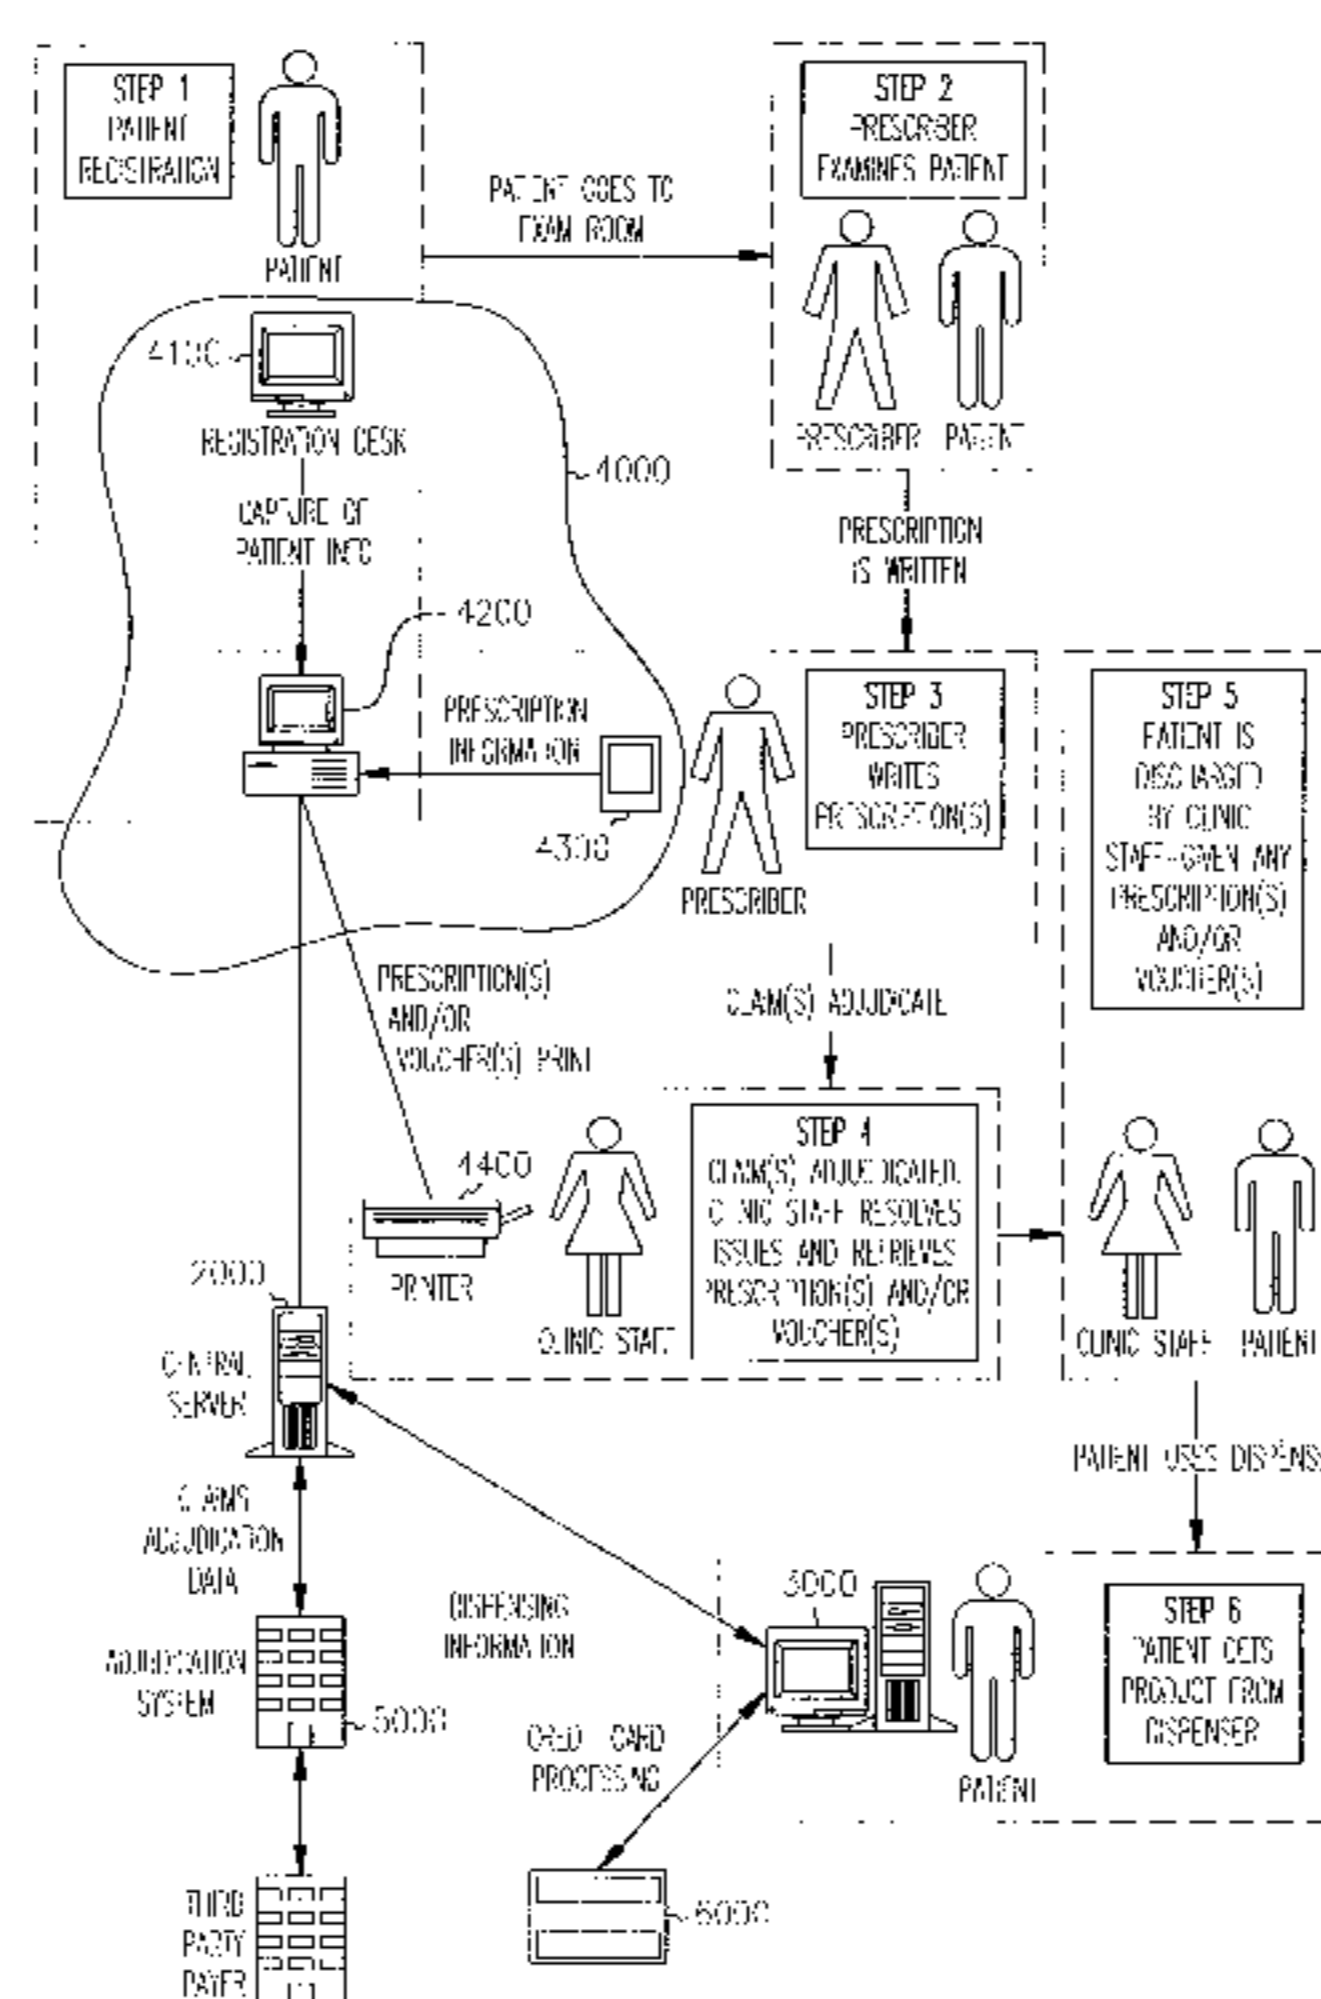 STEP 1
PATIENT
REGISTRATION
PATIENT
4100
REGISTRATION DESK
CAPTURE OF
PATIENT INFO
4000
4200
PATIENT GOES TO
EXAM ROOM
STEP 2
PRESCRIBER
EXAMINES PATIENT
PRESCRIBER PATIENT
PRESCRIPTION
IS WRITTEN
PRESCRIPTION
INFORMATION
4300
PRESCRIBER
STEP 3
PRESCRIBER
WRITES
PRESCRIPTION(S)
STEP 5
PATIENT IS
DISCHARGED
BY CLINIC
STAFF-GIVEN ANY
PRESCRIPTION(S)
AND/OR
VOUCHER(S)
PRESCRIPTION(S)
AND/OR
VOUCHER(S) PRINT
CLAIM(S) ADJUDICATE
4400
PRINTER
CLINIC STAFF
STEP 4
CLAIM(S) ADJUDICATED.
CLINIC STAFF RESOLVES
ISSUES AND RETRIEVES
PRESCRIPTION(S) AND/OR
VOUCHER(S)
CLINIC STAFF PATIENT
2000
CENTRAL
SERVER
PATIENT USES
CLAIMS
ADJUDICATION
DATA
DISPENSING
INFORMATION
ADJUDICATION
SYSTEM
5000
3000
PATIENT
STEP 6
PATIENT GETS
PRODUCT FROM
DISPENSER
CREDIT CARD
PROCESSING
6000
THIRD
PARTY
PAYER